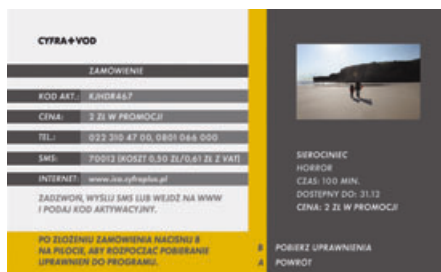 CYFRA+VOD
ZAMÓWIENIE
KOD AKT.: KJHDR467
CENA: 2 ZŁ W PROMOCJI
TEL.: 022 310 47 00, 0801 066 000
SMS: 70012 (KOSZT 0,50 ZŁ/0,61 ZŁ Z VAT)
INTERNET: www.ira.cyfraplus.pl
ZADZWOŃ, WYŚLIJ SMS LUB WEJDŹ NA WWW
I PODAJ KOD AKTYWACYJNY.
PO ZŁOŻENIU ZAMÓWIENIA NACIŚNIJ B
NA PILOCIE, ABY ROZPOCZĄĆ POBIERANIE
UPRAWNIEŃ DO PROGRAMU.
SIEROCINIEC
HORROR
CZAS: 100 MIN.
DOSTĘPNY DO: 31.12
CENA: 2 ZŁ W PROMOCJI
B POBIERZ UPRAWNIENIA
A POWRÓT